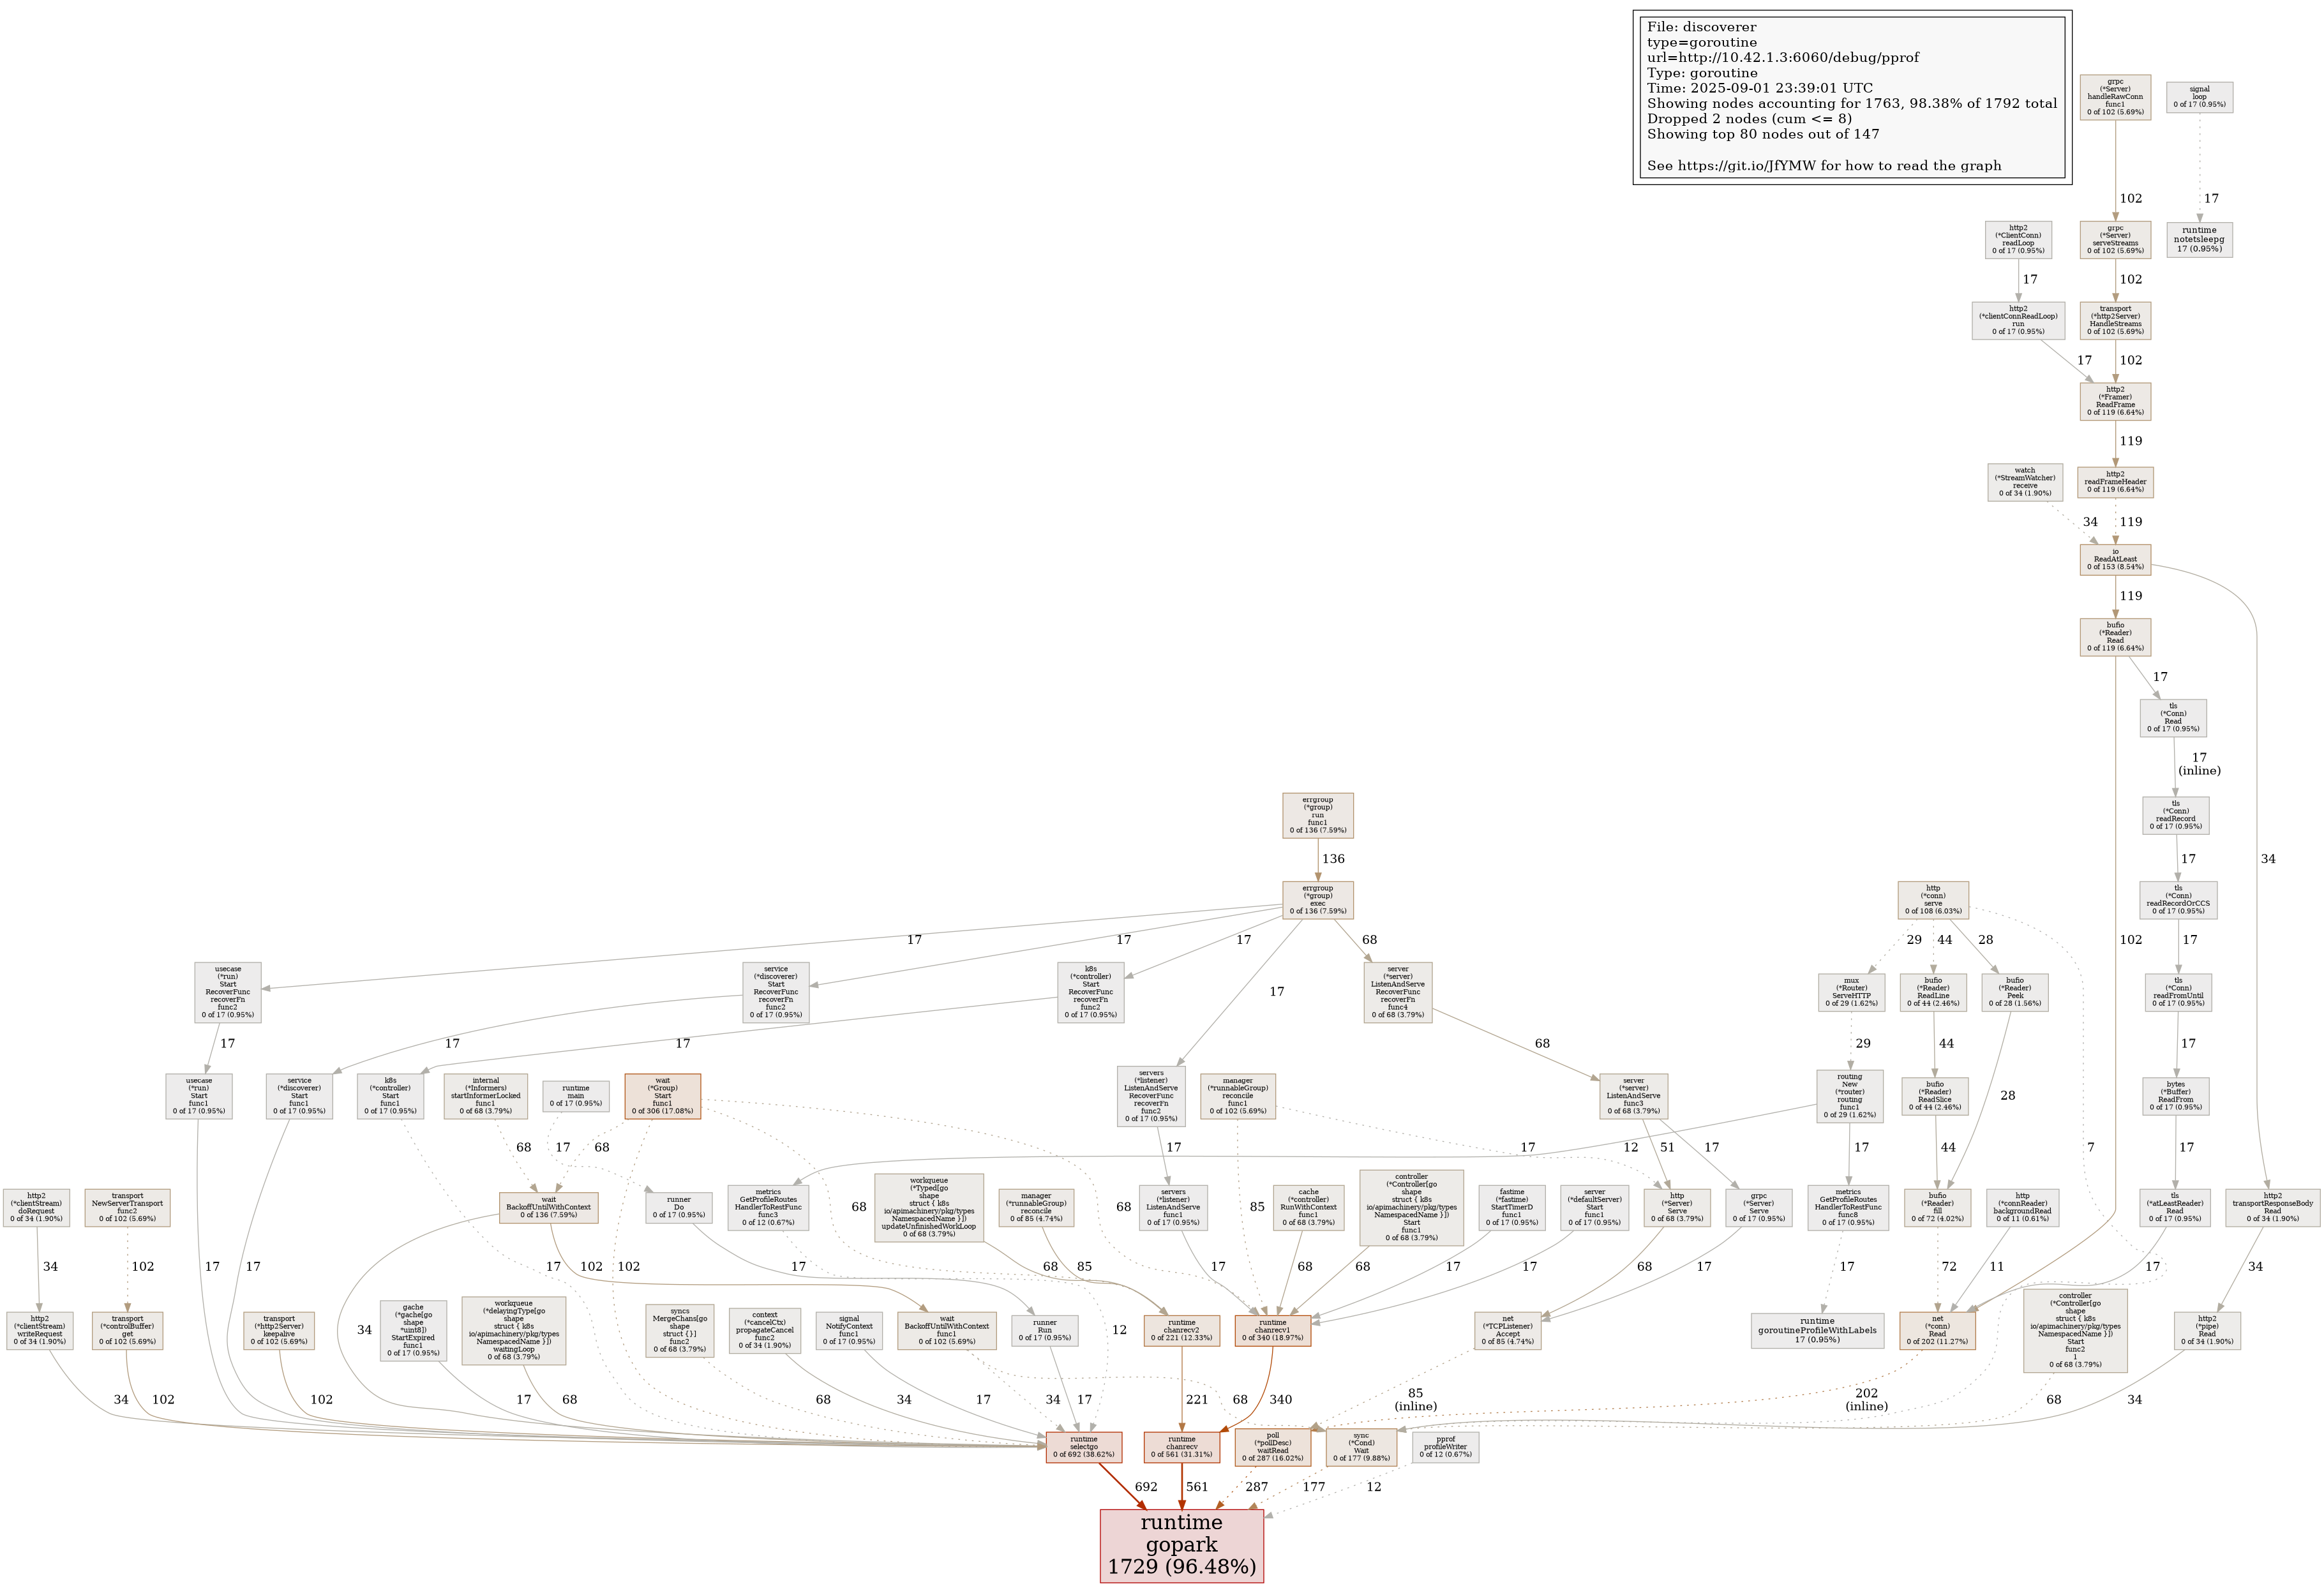 File: discoverer
type=goroutine
url=http://10.42.1.3:6060/debug/pprof
Type: goroutine
Time: 2025-09-01 23:39:01 UTC
Showing nodes accounting for 1763, 98.38% of 1792 total
Dropped 2 nodes (cum <= 8)
Showing top 80 nodes out of 147
See https://git.io/JfYMW for how to read the graph
grpc
(*Server)
handleRawConn
func1
0 of 102 (5.69%)
signal
loop
0 of 17 (0.95%)
102
17
http2
(*ClientConn)
readLoop
0 of 17 (0.95%)
grpc
(*Server)
serveStreams
0 of 102 (5.69%)
runtime
notetsleepg
17 (0.95%)
17
102
http2
(*clientConnReadLoop)
run
0 of 17 (0.95%)
transport
(*http2Server)
HandleStreams
0 of 102 (5.69%)
17
102
http2
(*Framer)
ReadFrame
0 of 119 (6.64%)
119
watch
(*StreamWatcher)
receive
0 of 34 (1.90%)
http2
readFrameHeader
0 of 119 (6.64%)
34
119
io
ReadAtLeast
0 of 153 (8.54%)
119
34
bufio
(*Reader)
Read
0 of 119 (6.64%)
102
17
tls
(*Conn)
Read
0 of 17 (0.95%)
17
(inline)
tls
(*Conn)
readRecord
0 of 17 (0.95%)
17
tls
(*Conn)
readRecordOrCCS
0 of 17 (0.95%)
17
tls
(*Conn)
readFromUntil
0 of 17 (0.95%)
17
bytes
(*Buffer)
ReadFrom
0 of 17 (0.95%)
17
tls
(*atLeastReader)
Read
0 of 17 (0.95%)
17
http2
transportResponseBody
Read
0 of 34 (1.90%)
34
http2
(*pipe)
Read
0 of 34 (1.90%)
34
errgroup
(*group)
run
func1
0 of 136 (7.59%)
136
errgroup
(*group)
exec
0 of 136 (7.59%)
17
17
17
17
68
usecase
(*run)
Start
RecoverFunc
recoverFn
func2
0 of 17 (0.95%)
17
service
(*discoverer)
Start
RecoverFunc
recoverFn
func2
0 of 17 (0.95%)
17
k8s
(*controller)
Start
RecoverFunc
recoverFn
func2
0 of 17 (0.95%)
17
server
(*server)
ListenAndServe
RecoverFunc
recoverFn
func4
0 of 68 (3.79%)
68
http
(*conn)
serve
0 of 108 (6.03%)
29
44
28
7
mux
(*Router)
ServeHTTP
0 of 29 (1.62%)
29
bufio
(*Reader)
ReadLine
0 of 44 (2.46%)
44
bufio
(*Reader)
Peek
0 of 28 (1.56%)
28
usecase
(*run)
Start
func1
0 of 17 (0.95%)
17
service
(*discoverer)
Start
func1
0 of 17 (0.95%)
17
k8s
(*controller)
Start
func1
0 of 17 (0.95%)
17
internal
(*Informers)
startInformerLocked
func1
0 of 68 (3.79%)
68
runtime
main
0 of 17 (0.95%)
17
wait
(*Group)
Start
func1
0 of 306 (17.08%)
68
102
68
68
servers
(*listener)
ListenAndServe
RecoverFunc
recoverFn
func2
0 of 17 (0.95%)
17
manager
(*runnableGroup)
reconcile
func1
0 of 102 (5.69%)
85
17
server
(*server)
ListenAndServe
func3
0 of 68 (3.79%)
51
17
routing
New
(*router)
routing
func1
0 of 29 (1.62%)
12
17
bufio
(*Reader)
ReadSlice
0 of 44 (2.46%)
44
http2
(*clientStream)
doRequest
0 of 34 (1.90%)
34
transport
NewServerTransport
func2
0 of 102 (5.69%)
102
wait
BackoffUntilWithContext
0 of 136 (7.59%)
34
102
runner
Do
0 of 17 (0.95%)
17
metrics
GetProfileRoutes
HandlerToRestFunc
func3
0 of 12 (0.67%)
12
workqueue
(*Typed[go
shape
struct { k8s
io/apimachinery/pkg/types
NamespacedName }])
updateUnfinishedWorkLoop
0 of 68 (3.79%)
68
manager
(*runnableGroup)
reconcile
0 of 85 (4.74%)
85
servers
(*listener)
ListenAndServe
func1
0 of 17 (0.95%)
17
cache
(*controller)
RunWithContext
func1
0 of 68 (3.79%)
68
controller
(*Controller[go
shape
struct { k8s
io/apimachinery/pkg/types
NamespacedName }])
Start
func1
0 of 68 (3.79%)
68
fastime
(*fastime)
StartTimerD
func1
0 of 17 (0.95%)
17
server
(*defaultServer)
Start
func1
0 of 17 (0.95%)
17
http
(*Server)
Serve
0 of 68 (3.79%)
68
grpc
(*Server)
Serve
0 of 17 (0.95%)
17
metrics
GetProfileRoutes
HandlerToRestFunc
func8
0 of 17 (0.95%)
17
bufio
(*Reader)
fill
0 of 72 (4.02%)
72
http
(*connReader)
backgroundRead
0 of 11 (0.61%)
11
http2
(*clientStream)
writeRequest
0 of 34 (1.90%)
34
transport
(*controlBuffer)
get
0 of 102 (5.69%)
102
transport
(*http2Server)
keepalive
0 of 102 (5.69%)
102
gache
(*gache[go
shape
*uint8])
StartExpired
func1
0 of 17 (0.95%)
17
workqueue
(*delayingType[go
shape
struct { k8s
io/apimachinery/pkg/types
NamespacedName }])
waitingLoop
0 of 68 (3.79%)
68
syncs
MergeChans[go
shape
struct {}]
func2
0 of 68 (3.79%)
68
context
(*cancelCtx)
propagateCancel
func2
0 of 34 (1.90%)
34
signal
NotifyContext
func1
0 of 17 (0.95%)
17
wait
BackoffUntilWithContext
func1
0 of 102 (5.69%)
34
68
runner
Run
0 of 17 (0.95%)
17
runtime
chanrecv2
0 of 221 (12.33%)
221
runtime
chanrecv1
0 of 340 (18.97%)
340
net
(*TCPListener)
Accept
0 of 85 (4.74%)
85
(inline)
runtime
goroutineProfileWithLabels
17 (0.95%)
net
(*conn)
Read
0 of 202 (11.27%)
202
(inline)
controller
(*Controller[go
shape
struct { k8s
io/apimachinery/pkg/types
NamespacedName }])
Start
func2
1
0 of 68 (3.79%)
68
runtime
selectgo
0 of 692 (38.62%)
692
runtime
chanrecv
0 of 561 (31.31%)
561
poll
(*pollDesc)
waitRead
0 of 287 (16.02%)
287
sync
(*Cond)
Wait
0 of 177 (9.88%)
177
pprof
profileWriter
0 of 12 (0.67%)
12
runtime
gopark
1729 (96.48%)